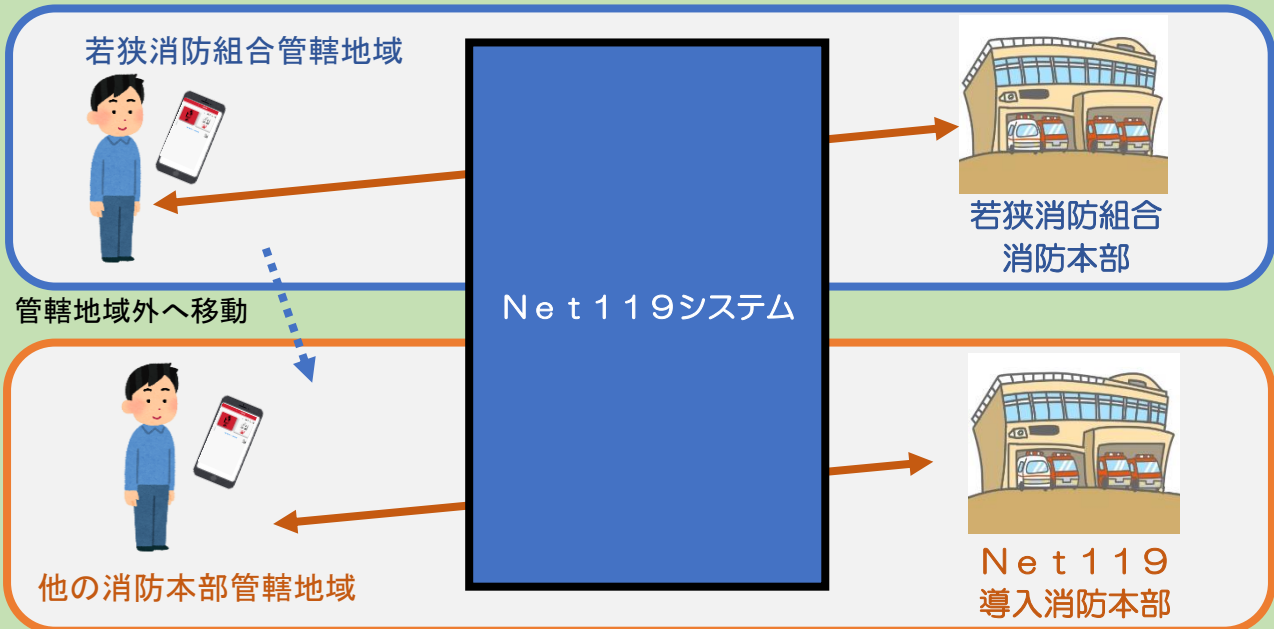 若狭消防組合管轄地域
若狭消防組合
消防本部
管轄地域外へ移動
Ｎｅｔ１１９システム
他の消防本部管轄地域
Ｎｅｔ１１９
導入消防本部